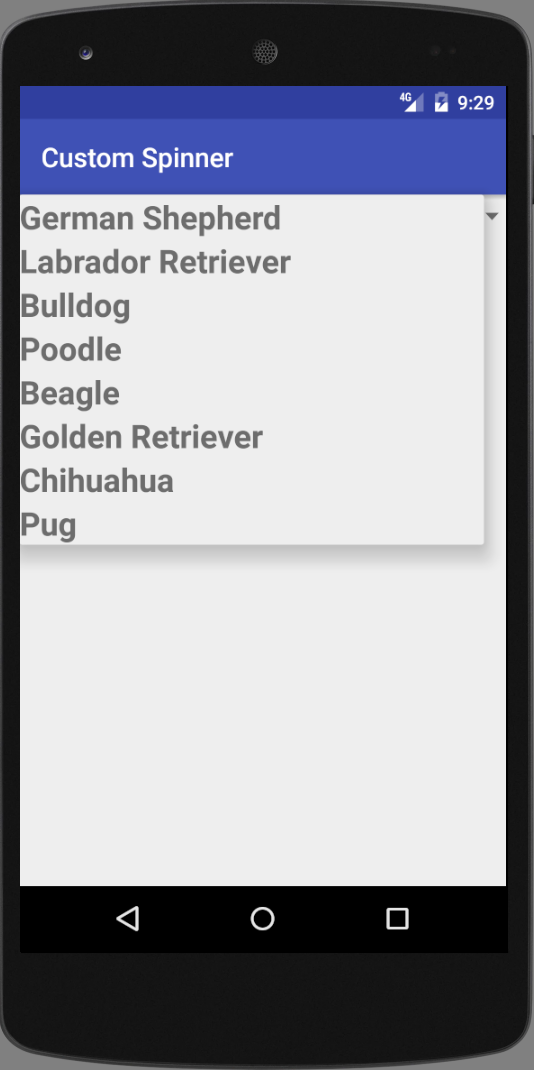 4G 9:29
Custom Spinner
German Shepherd
Labrador Retriever
Bulldog
Poodle
Beagle
Golden Retriever
Chihuahua
Pug